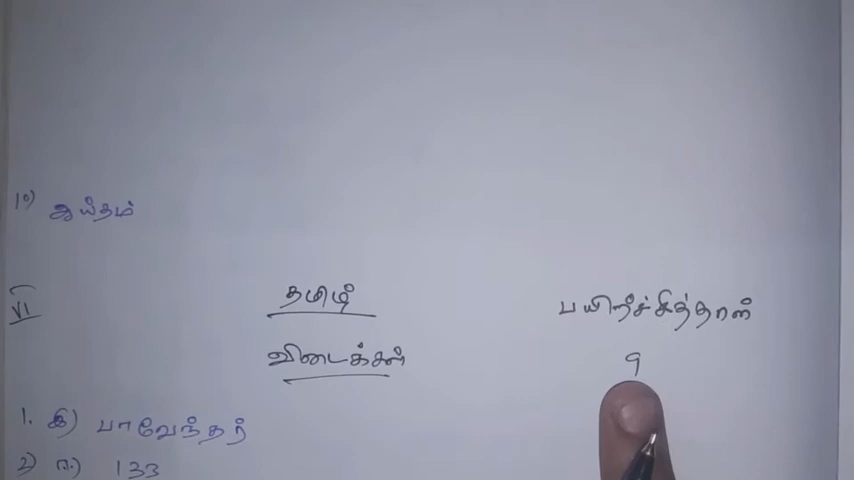 10) ஆய்தம்
VI தமிழ் பயிற்சித்தாள்
விடைக்கள் 9
1. இ) பாவேந்தர்
2) ஈ) 133